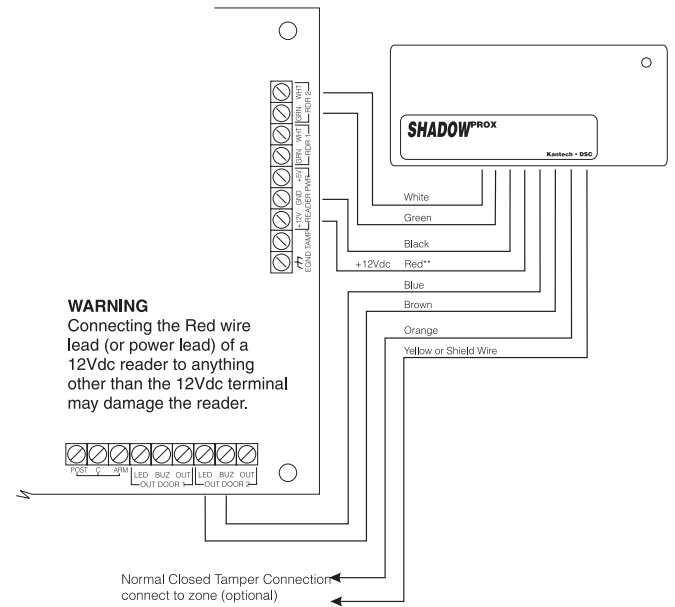 WHT
GRN
RDR 2
WHT
GRN
RDR 1
+5V
GND
+12V
READER PWR
TAMP
EGND
SHADOW PROX
Kantech • DSC
White
Green
Black
+12Vdc Red**
Blue
Brown
Orange
Yellow or Shield Wire
WARNING
Connecting the Red wire
lead (or power lead) of a
12Vdc reader to anything
other than the 12Vdc terminal
may damage the reader.
POST C ARM LED BUZ OUT LED BUZ OUT
OUT DOOR 1 OUT DOOR 2
Normal Closed Tamper Connection
connect to zone (optional)